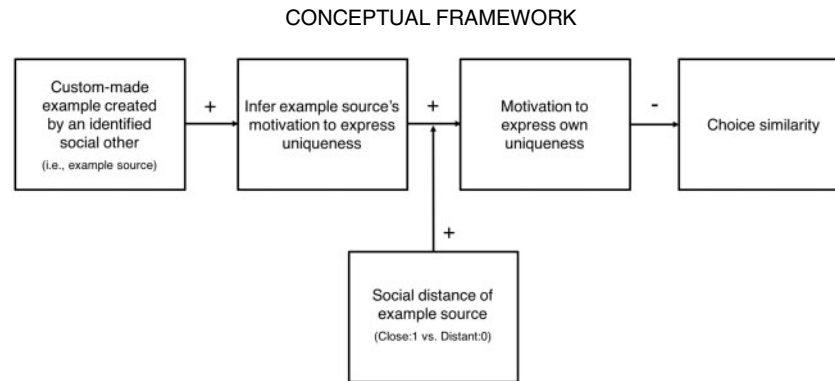 CONCEPTUAL FRAMEWORK
Custom-made
example created
by an identified
social other
(i.e., example source)
+
Infer example source's
motivation to express
uniqueness
+
Motivation to
express own
uniqueness
-
Choice similarity
+
Social distance of
example source
(Close:1 vs. Distant:0)